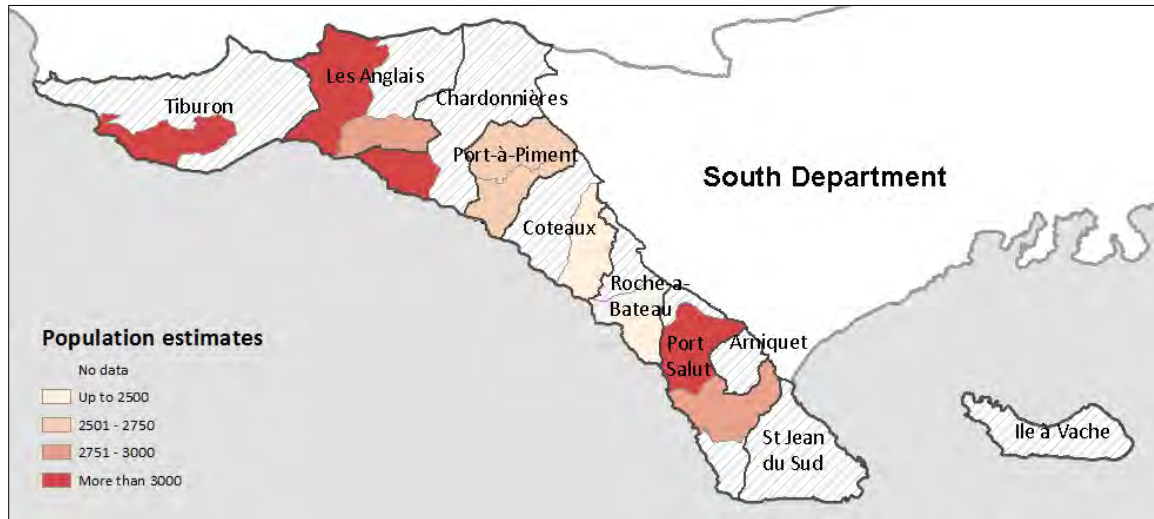 Les Anglais
Tiburon
Chardonnières
Port-à-Piment
South Department
Coteaux
Roche-a-
Bateau
Port
Salut
Arniquet
St Jean
du Sud
Ile à Vache
Population estimates
No data
Up to 2500
2501 - 2750
2751 - 3000
More than 3000